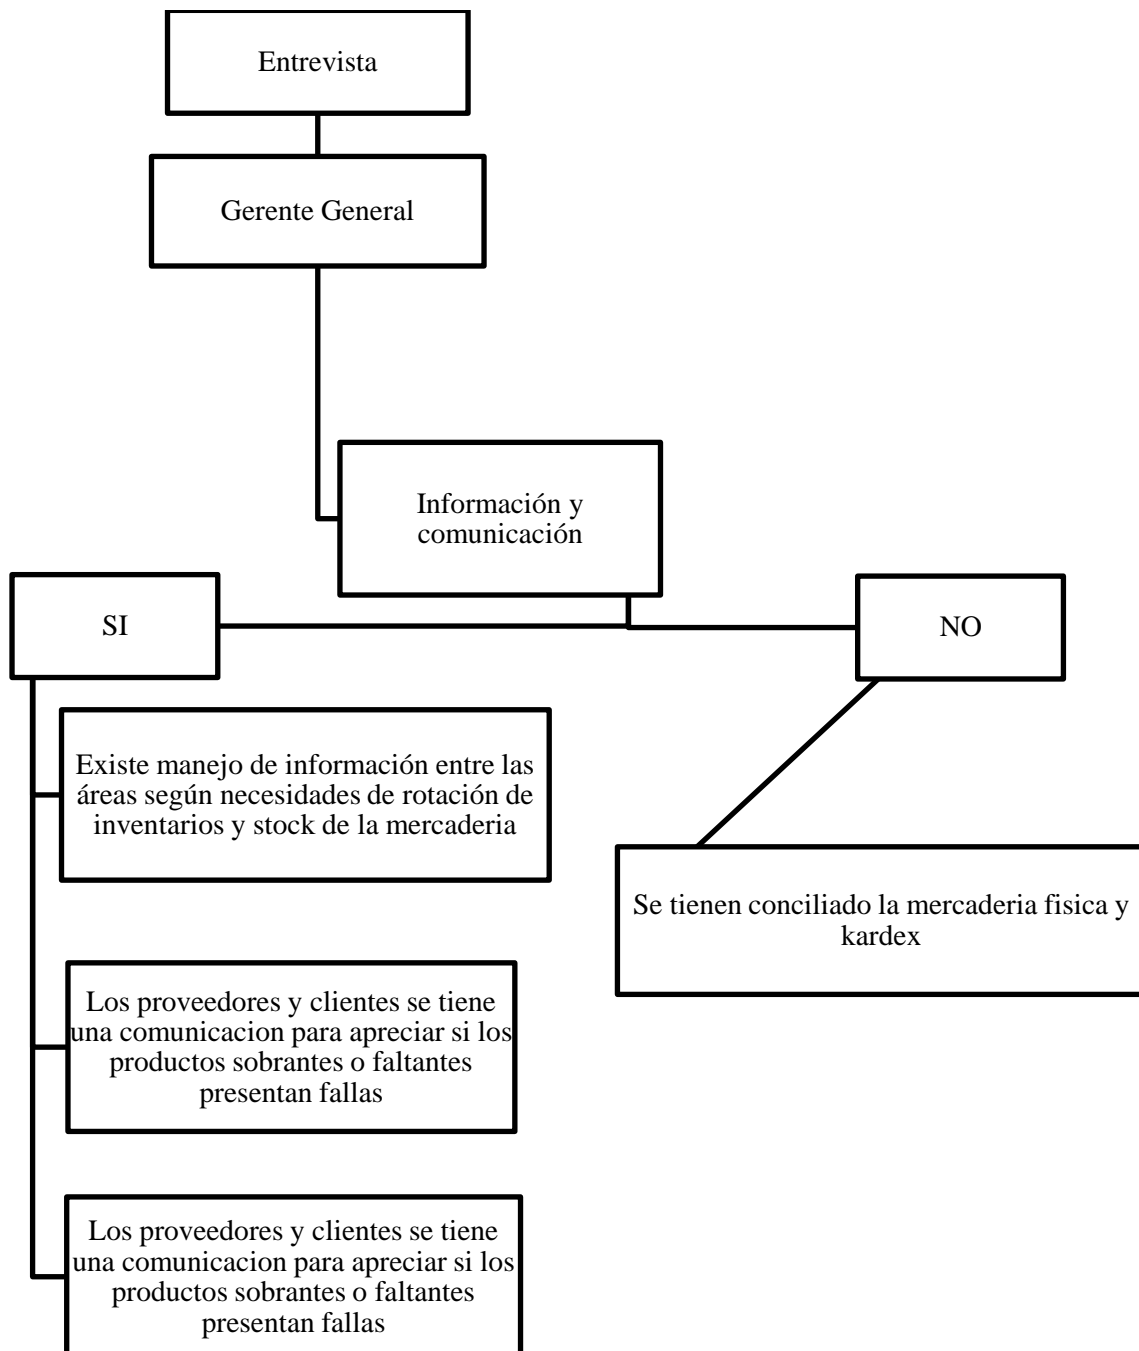 Entrevista
Gerente General
Información y
comunicación
SI
NO
Existe manejo de información entre las
áreas según necesidades de rotación de
inventarios y stock de la mercaderia
Se tienen conciliado la mercaderia fisica y
kardex
Los proveedores y clientes se tiene
una comunicacion para apreciar si los
productos sobrantes o faltantes
presentan fallas
Los proveedores y clientes se tiene
una comunicacion para apreciar si los
productos sobrantes o faltantes
presentan fallas